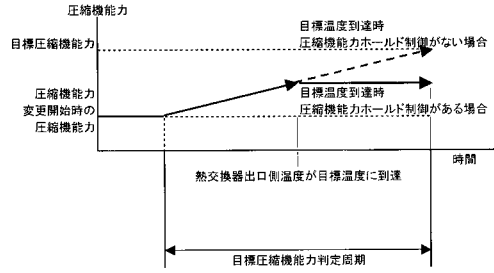 圧縮機能力
目標圧縮機能力
目標温度到達時
圧縮機能力ホールド制御がない場合
圧縮機能力
変更開始時の
圧縮機能力
目標温度到達時
圧縮機能力ホールド制御がある場合
時間
熱交換器出口側温度が目標温度に到達
目標圧縮機能力判定周期